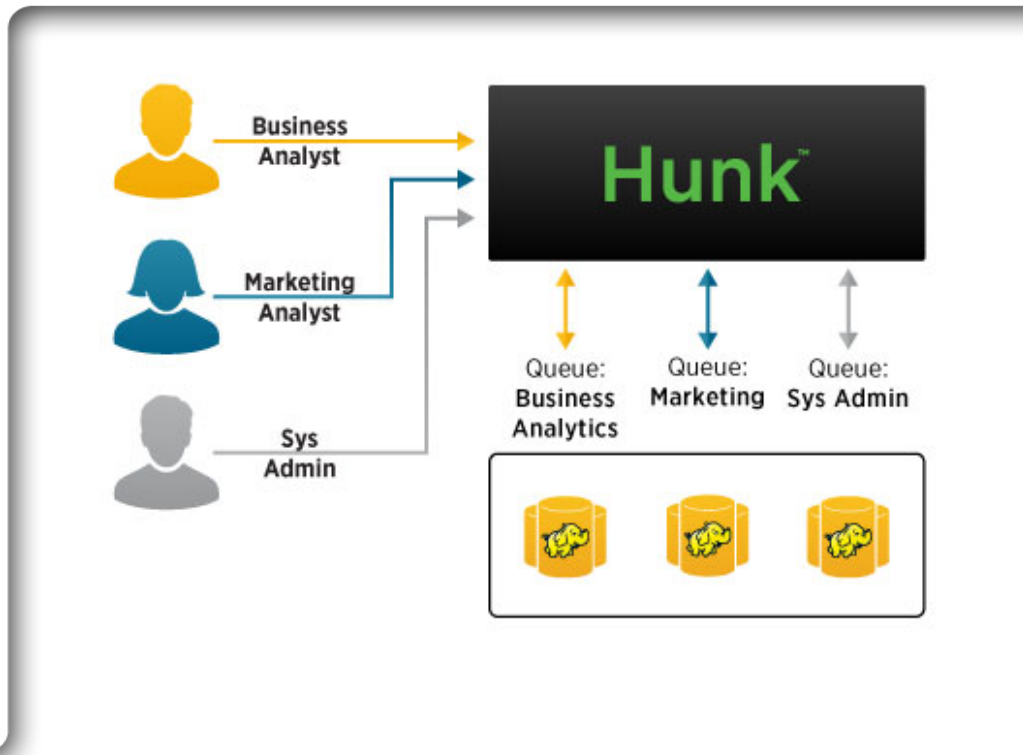 Business
Analyst
Hunk™
Marketing
Analyst
Sys
Admin
Queue:
Business
Analytics
Queue:
Marketing
Queue:
Sys Admin